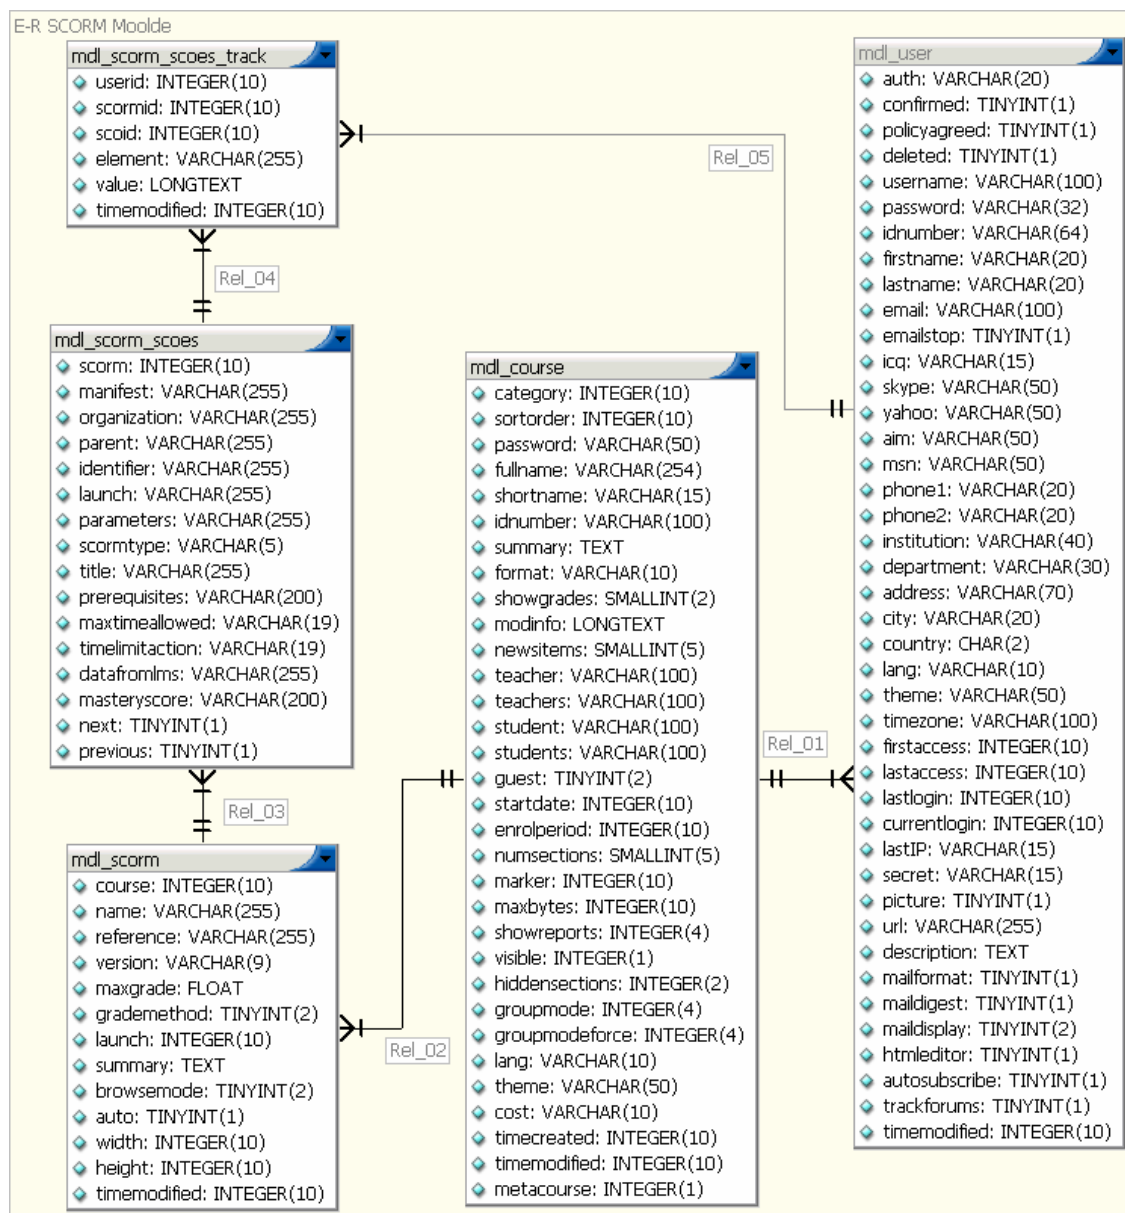 E-R SCORM Moolde
mdl_scorm_scoes_track
userid: INTEGER(10)
scormid: INTEGER(10)
scoid: INTEGER(10)
element: VARCHAR(255)
value: LONGTEXT
timemodified: INTEGER(10)
Rel_04
mdl_scorm_scoes
scorm: INTEGER(10)
manifest: VARCHAR(255)
organization: VARCHAR(255)
parent: VARCHAR(255)
identifier: VARCHAR(255)
launch: VARCHAR(255)
parameters: VARCHAR(255)
scormtype: VARCHAR(5)
title: VARCHAR(255)
prerequisites: VARCHAR(200)
maxtimeallowed: VARCHAR(19)
timelimitaction: VARCHAR(19)
datafromlms: VARCHAR(255)
masteryscore: VARCHAR(200)
next: TINYINT(1)
previous: TINYINT(1)
Rel_03
mdl_scorm
course: INTEGER(10)
name: VARCHAR(255)
reference: VARCHAR(255)
version: VARCHAR(9)
maxgrade: FLOAT
grademethod: TINYINT(2)
launch: INTEGER(10)
summary: TEXT
browsemode: TINYINT(2)
auto: TINYINT(1)
width: INTEGER(10)
height: INTEGER(10)
timemodified: INTEGER(10)
Rel_02
mdl_course
category: INTEGER(10)
sortorder: INTEGER(10)
password: VARCHAR(50)
fullname: VARCHAR(254)
shortname: VARCHAR(15)
idnumber: VARCHAR(100)
summary: TEXT
format: VARCHAR(10)
showgrades: SMALLINT(2)
modinfo: LONGTEXT
newsitems: SMALLINT(5)
teacher: VARCHAR(100)
teachers: VARCHAR(100)
student: VARCHAR(100)
students: VARCHAR(100)
guest: TINYINT(2)
startdate: INTEGER(10)
enrolperiod: INTEGER(10)
numsections: SMALLINT(5)
marker: INTEGER(10)
maxbytes: INTEGER(10)
showreports: INTEGER(4)
visible: INTEGER(1)
hiddensections: INTEGER(2)
groupmode: INTEGER(4)
groupmodeforce: INTEGER(4)
lang: VARCHAR(10)
theme: VARCHAR(50)
cost: VARCHAR(10)
timecreated: INTEGER(10)
timemodified: INTEGER(10)
metacourse: INTEGER(1)
Rel_05
Rel_01
mdl_user
auth: VARCHAR(20)
confirmed: TINYINT(1)
policyagreed: TINYINT(1)
deleted: TINYINT(1)
username: VARCHAR(100)
password: VARCHAR(32)
idnumber: VARCHAR(64)
firstname: VARCHAR(20)
lastname: VARCHAR(20)
email: VARCHAR(100)
emailstop: TINYINT(1)
icq: VARCHAR(15)
skype: VARCHAR(50)
yahoo: VARCHAR(50)
aim: VARCHAR(50)
msn: VARCHAR(50)
phone1: VARCHAR(20)
phone2: VARCHAR(20)
institution: VARCHAR(40)
department: VARCHAR(30)
address: VARCHAR(70)
city: VARCHAR(20)
country: CHAR(2)
lang: VARCHAR(10)
theme: VARCHAR(50)
timezone: VARCHAR(100)
firstaccess: INTEGER(10)
lastaccess: INTEGER(10)
lastlogin: INTEGER(10)
currentlogin: INTEGER(10)
lastIP: VARCHAR(15)
secret: VARCHAR(15)
picture: TINYINT(1)
url: VARCHAR(255)
description: TEXT
mailformat: TINYINT(1)
maildigest: TINYINT(1)
maildisplay: TINYINT(2)
htmleditor: TINYINT(1)
autosubscribe: TINYINT(1)
trackforums: TINYINT(1)
timemodified: INTEGER(10)